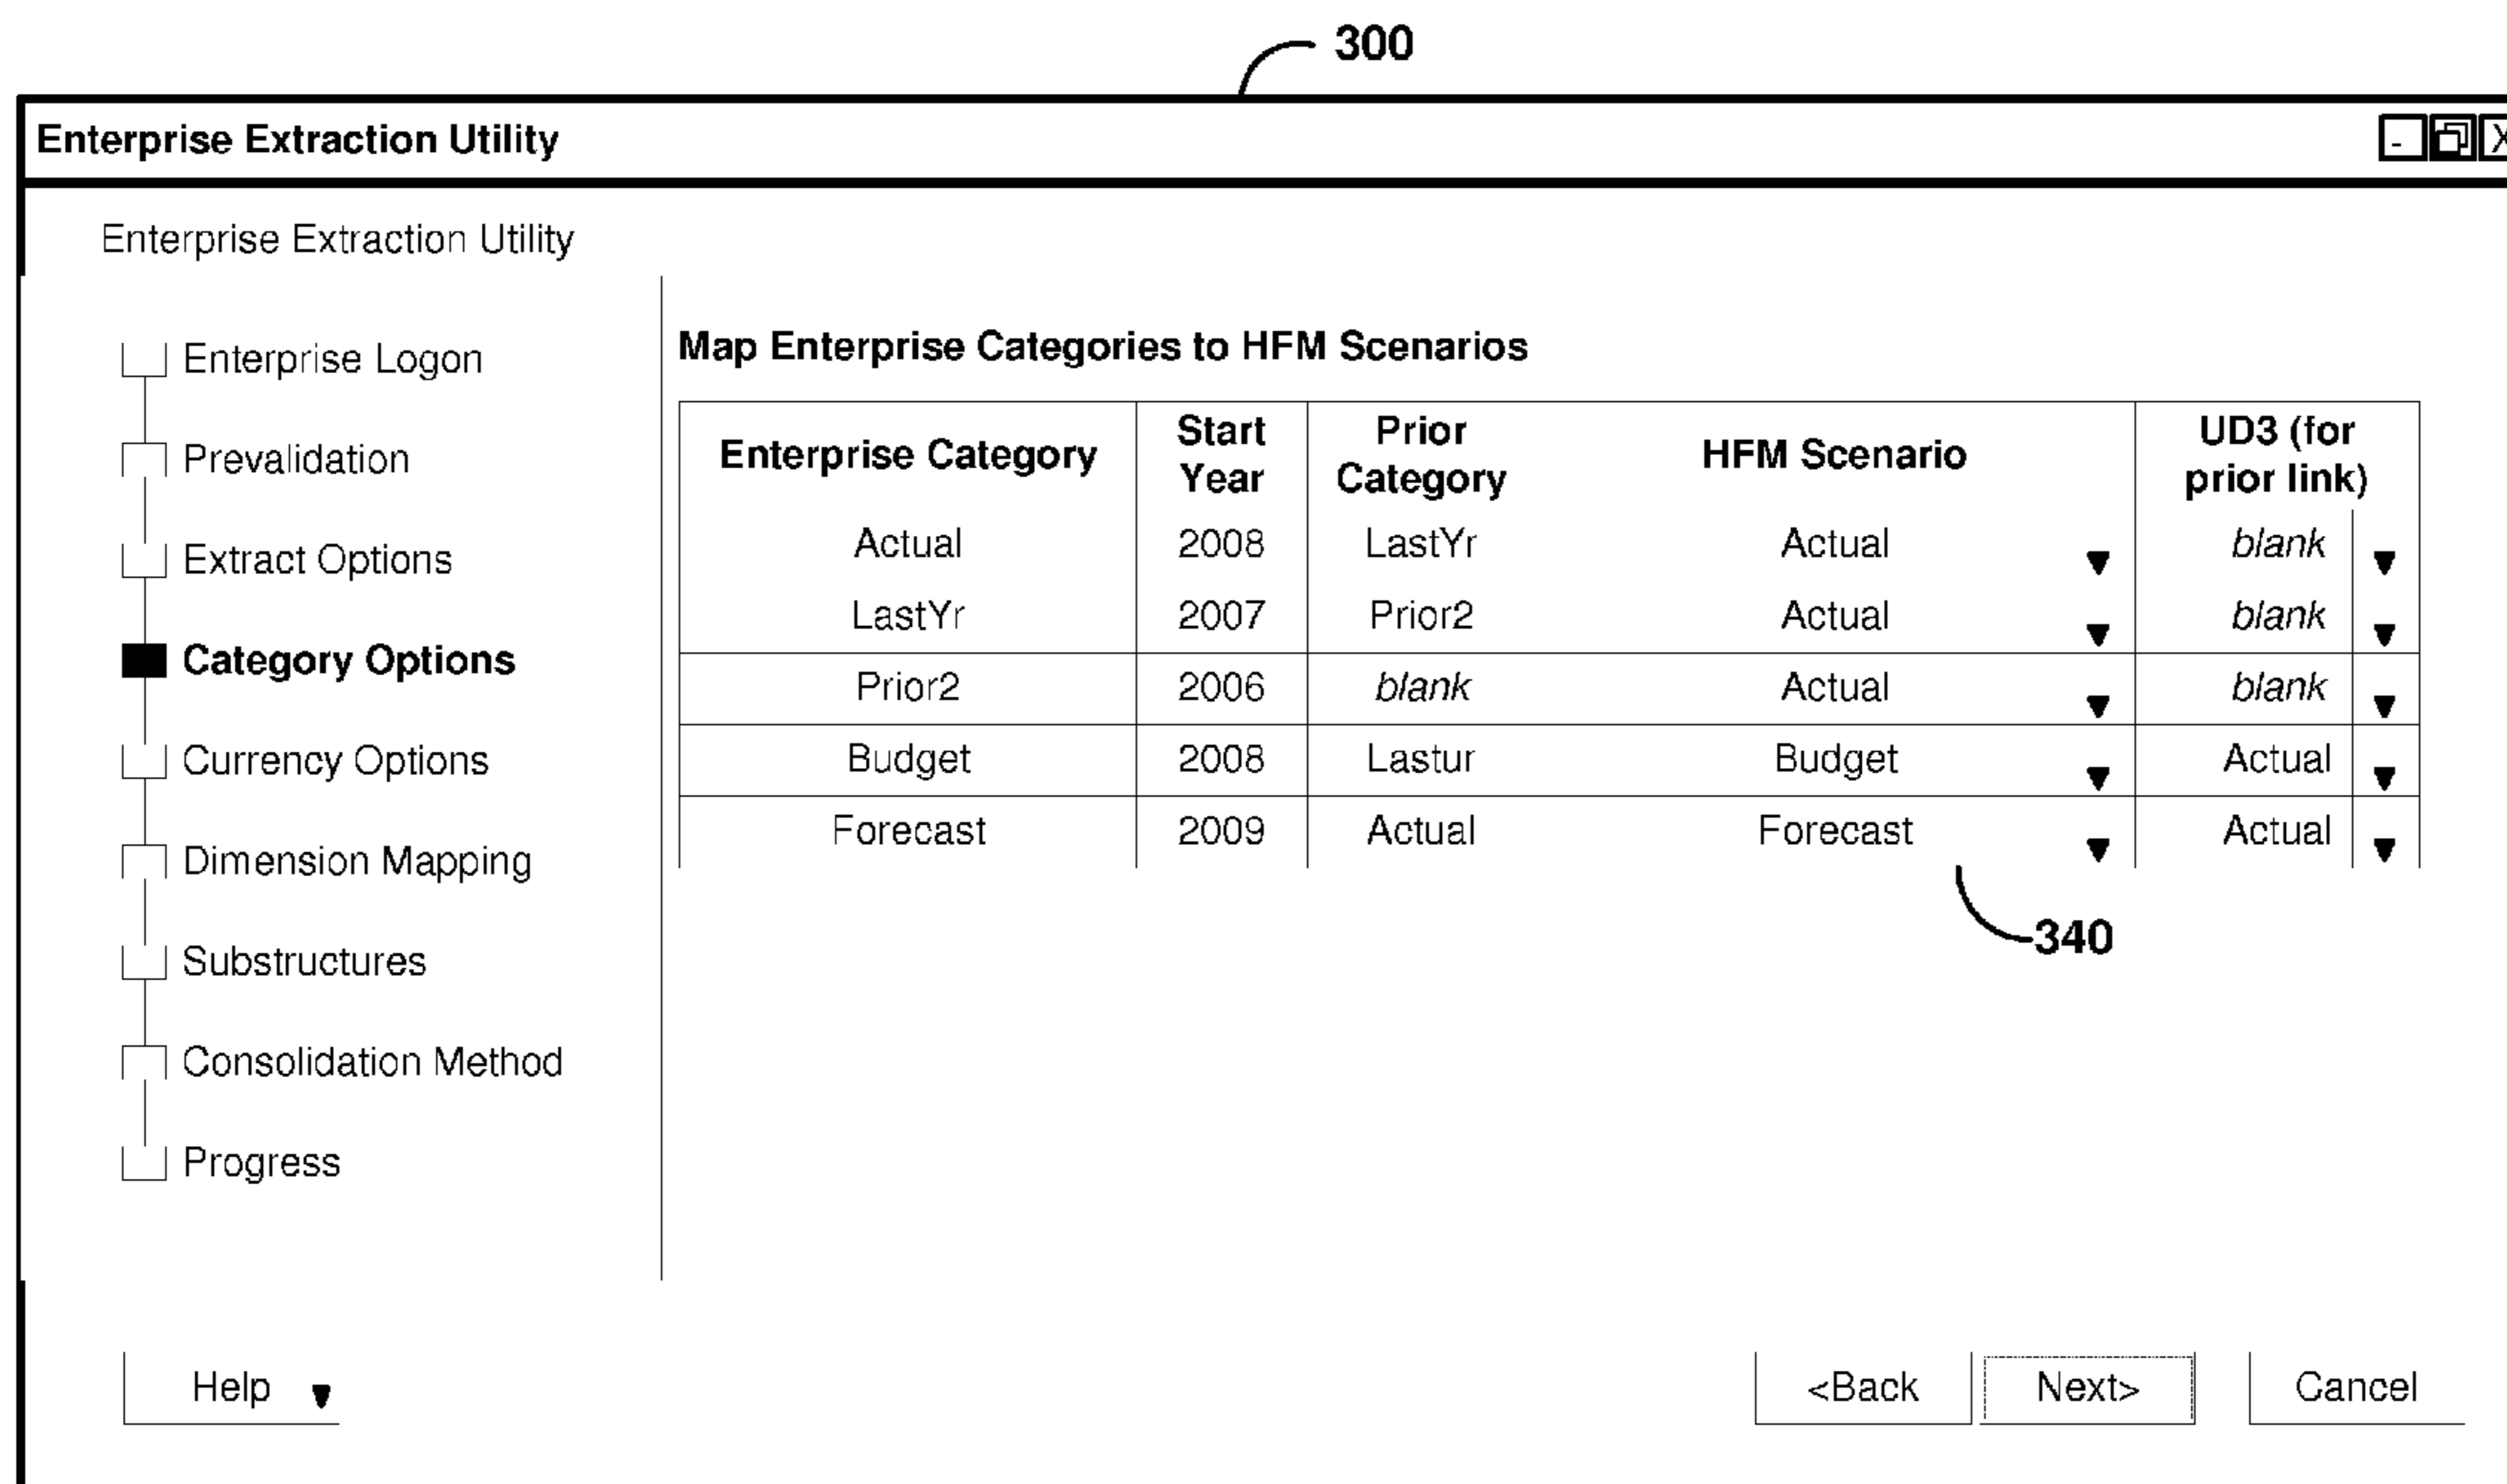 300
Enterprise Extraction Utility
- X
Enterprise Extraction Utility
Enterprise Logon
Prevalidation
Extract Options
Category Options
Currency Options
Dimension Mapping
Substructures
Consolidation Method
Progress
Map Enterprise Categories to HFM Scenarios
Enterprise Category Start Year Prior Category HFM Scenario UD3 (for prior link)
Actual 2008 LastYr Actual blank
LastYr 2007 Prior2 Actual blank
Prior2 2006 blank Actual blank
Budget 2008 Lastur Budget Actual
Forecast 2009 Actual Forecast Actual
340
Help <Back Next> Cancel